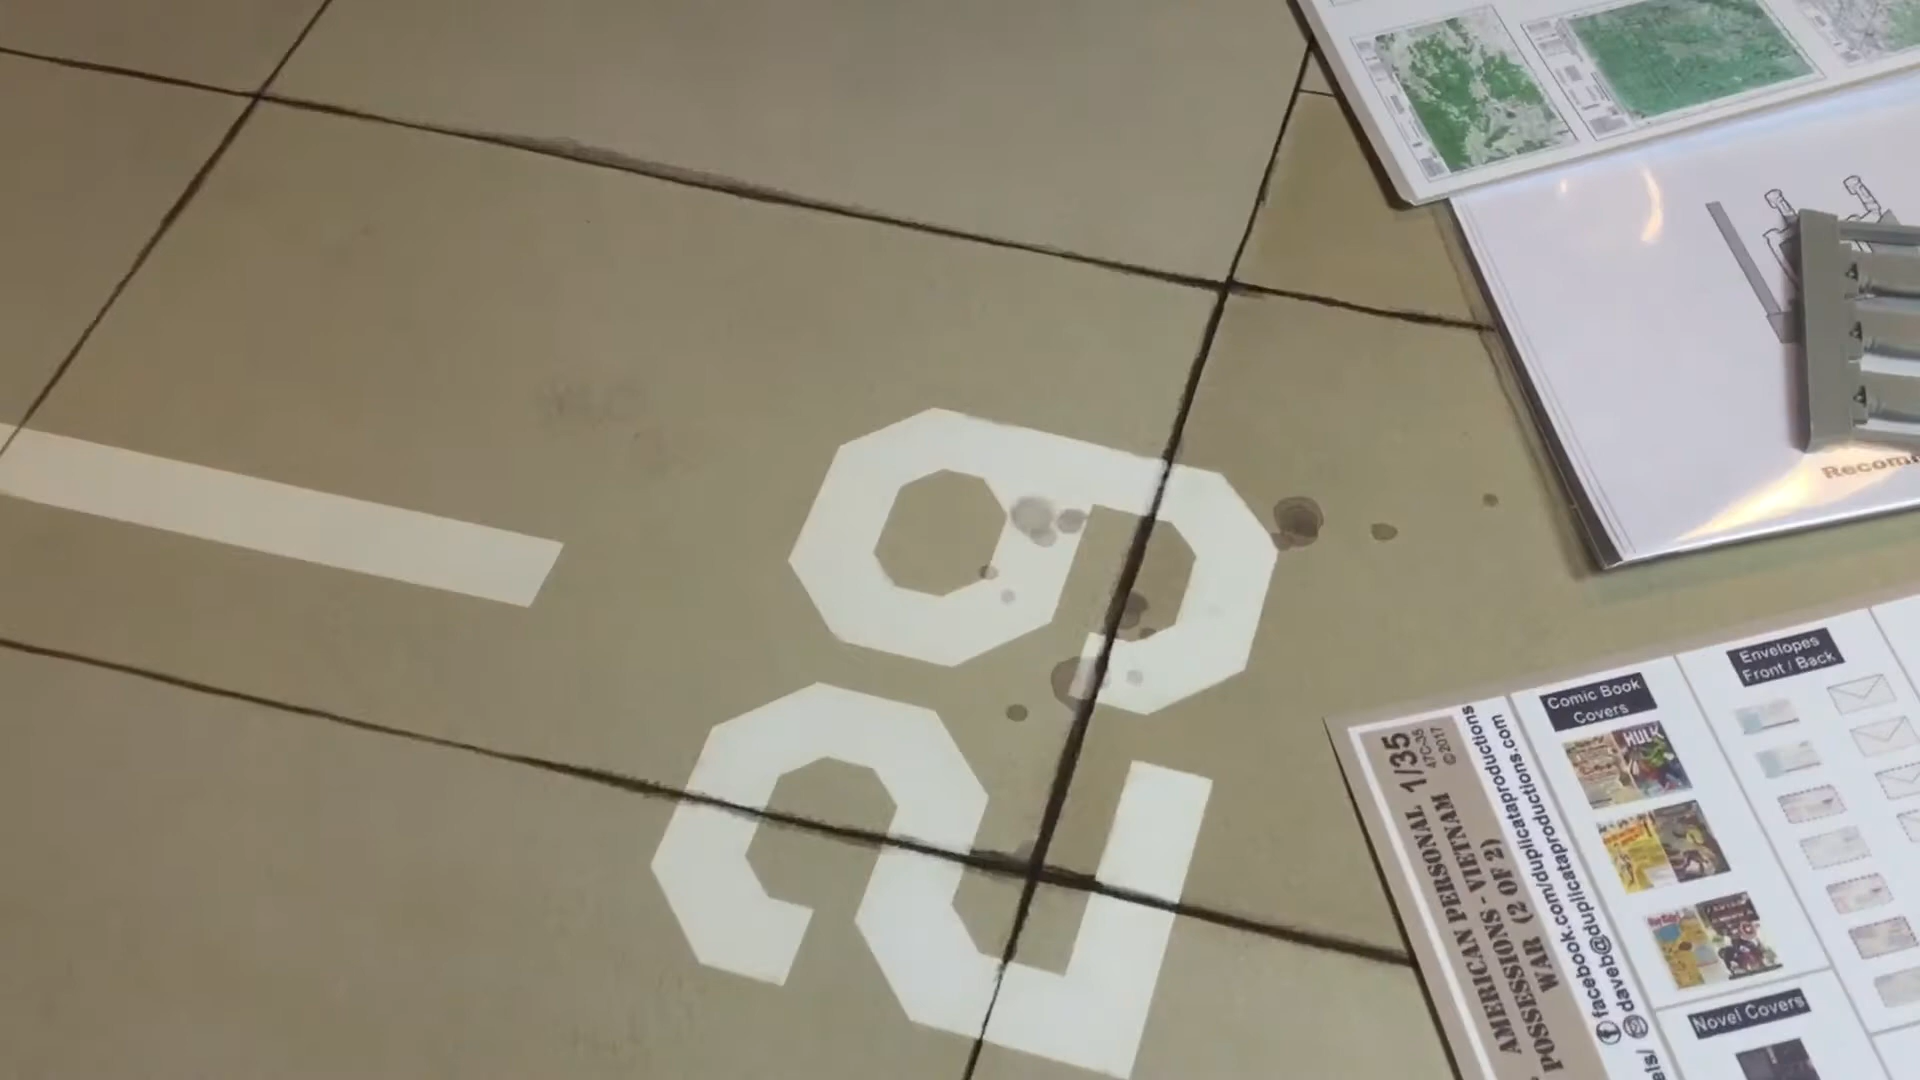 29
Recom
AMERICAN PERSONAL 1/35
POSSESSIONS - VIETNAM
WAR (2 OF 2)
47C-35
©2017
facebook.com/duplicataproductions
daveb@duplicataproductions.com
Comic Book
Covers
HULK
Envelopes
Front / Back
Novel Covers